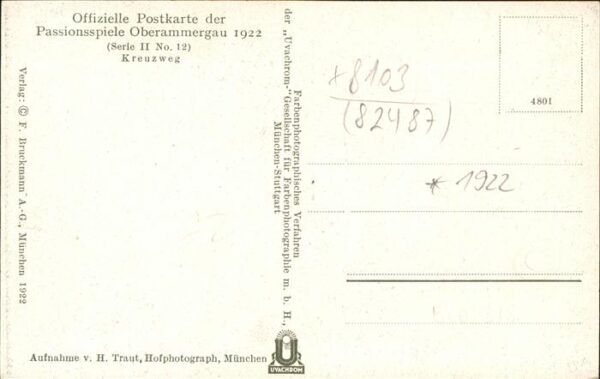 Offizielle Postkarte der
Passionsspiele Oberammergau 1922
(Serie II No. 12)
Kreuzweg
Verlag: © F. Bruckmann A.-G., München 1922
Aufnahme v. H. Traut, Hofphotograph, München
Farbenphotographisches Verfahren
der „Uvachrom-“Gesellschaft für Farbenphotographie m. b. H.,
München-Stuttgart
UVACHROM
+8103
(82487)
4801
* 1922